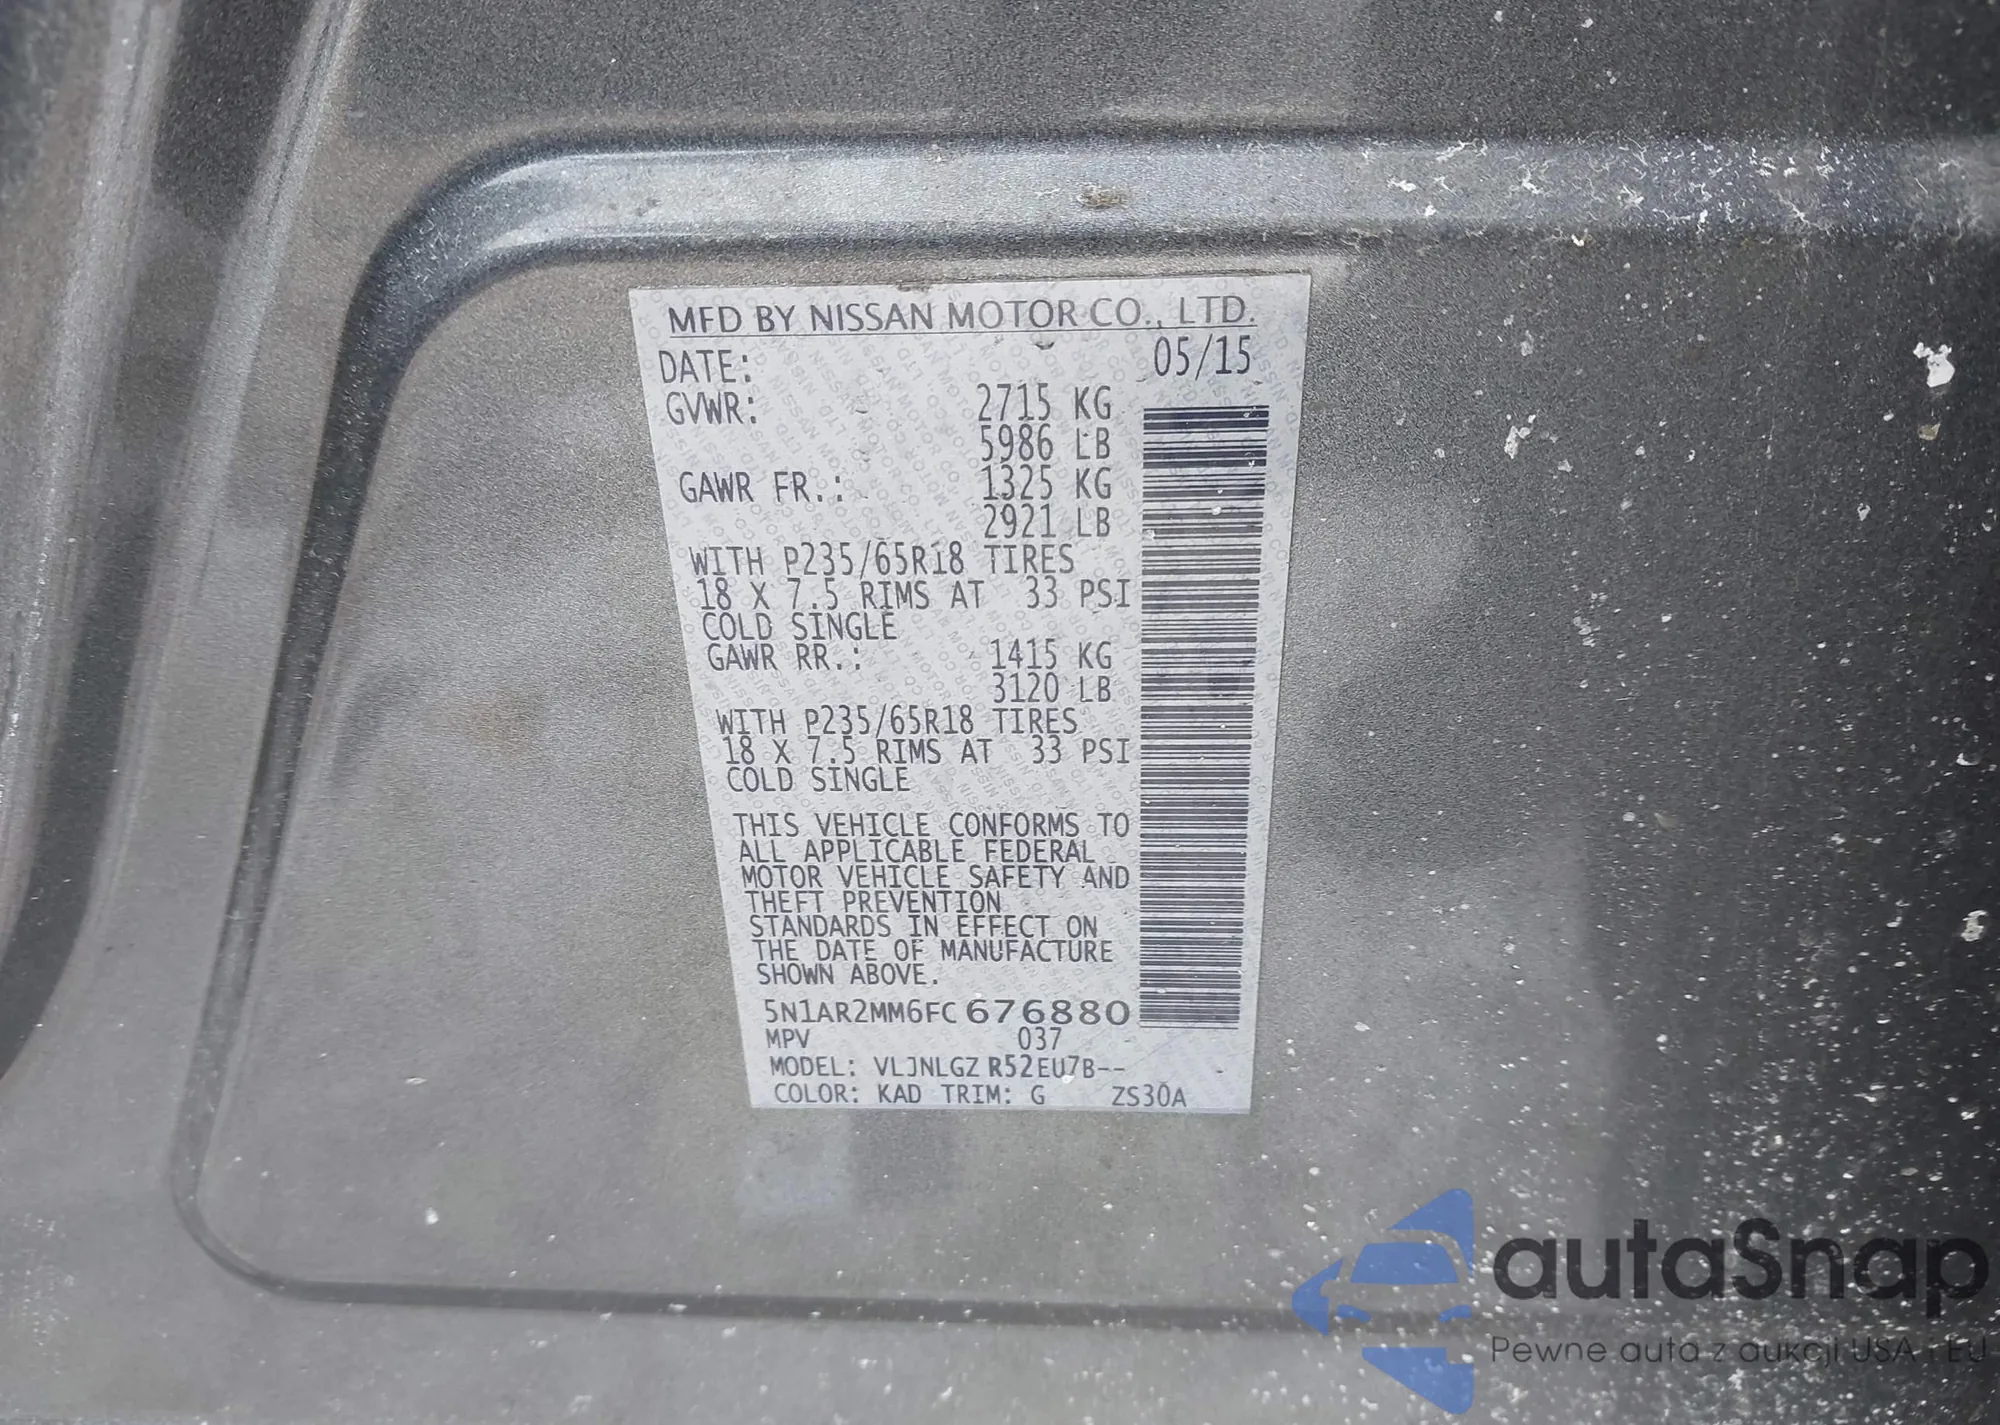 MFD BY NISSAN MOTOR CO., LTD.
DATE: 05/15
GVWR: 2715 KG
5986 LB
GAWR FR.: 1325 KG
2921 LB
WITH P235/65R18 TIRES
18 X 7.5 RIMS AT 33 PSI
COLD SINGLE
GAWR RR.: 1415 KG
3120 LB
WITH P235/65R18 TIRES
18 X 7.5 RIMS AT 33 PSI
COLD SINGLE
THIS VEHICLE CONFORMS TO
ALL APPLICABLE FEDERAL
MOTOR VEHICLE SAFETY AND
THEFT PREVENTION
STANDARDS IN EFFECT ON
THE DATE OF MANUFACTURE
SHOWN ABOVE.
5N1AR2MM6FC676880
MPV 037
MODEL: VLJNLGZ R52EU7B--
COLOR: KAD TRIM: G ZS30A
autaSnap
Pewne auta z aukcji USA i EU